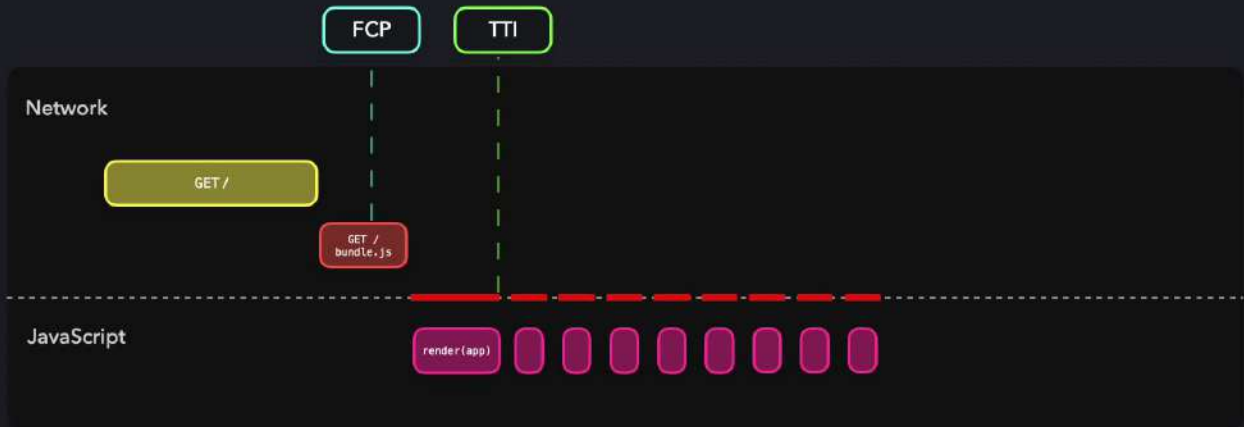 FCP
TTI
Network
GET /
GET /
bundle.js
JavaScript
render(app)